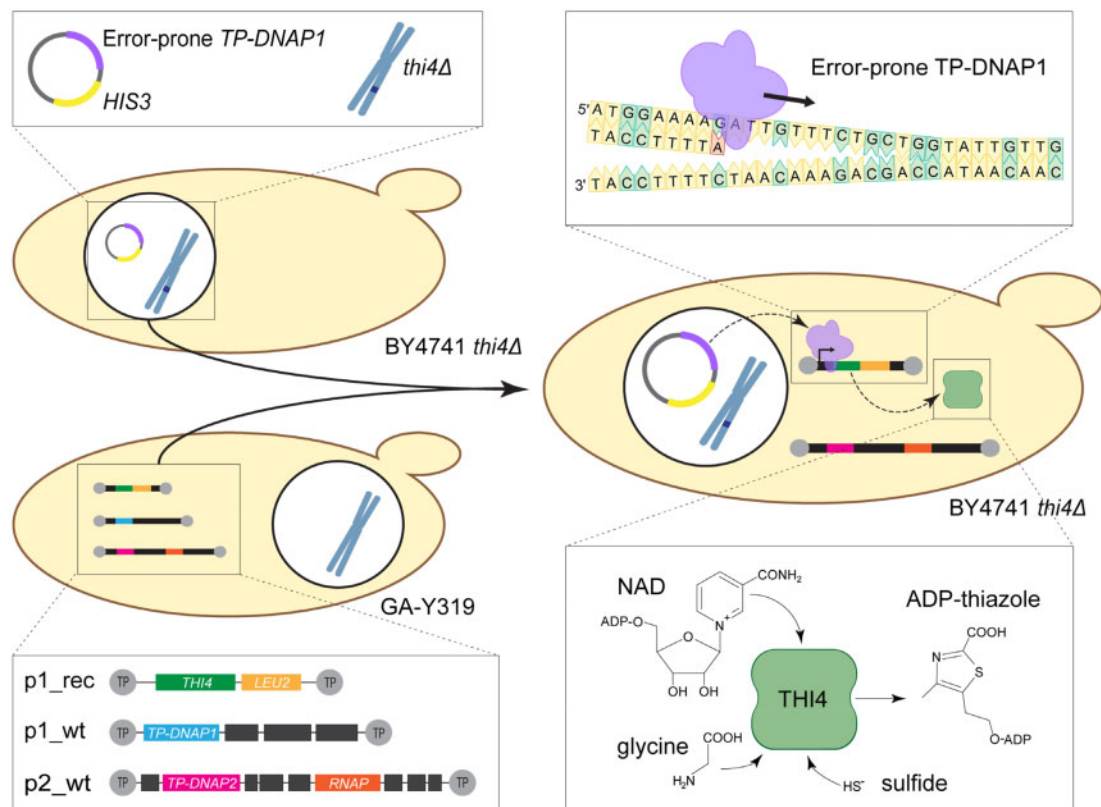 Error-prone TP-DNAP1
HIS3
thi4Δ
BY4741 thi4Δ
GA-Y319
p1_rec TP THI4 LEU2 TP
p1_wt TP TP-DNAP1 TP
p2_wt TP TP-DNAP2 RNAP TP
Error-prone TP-DNAP1
5' ATGGAAAAGATTGTTTCTGCTGGTATTGTTG
TACCTTTTA
3' TACCTTTTCTAACAAAGACGACCATAACAAC
BY4741 thi4Δ
NAD
CONH₂
N⁺
ADP-O
O
OH OH
glycine
COOH
H₂N
THI4
HS⁻
sulfide
ADP-thiazole
COOH
N
S
O-ADP